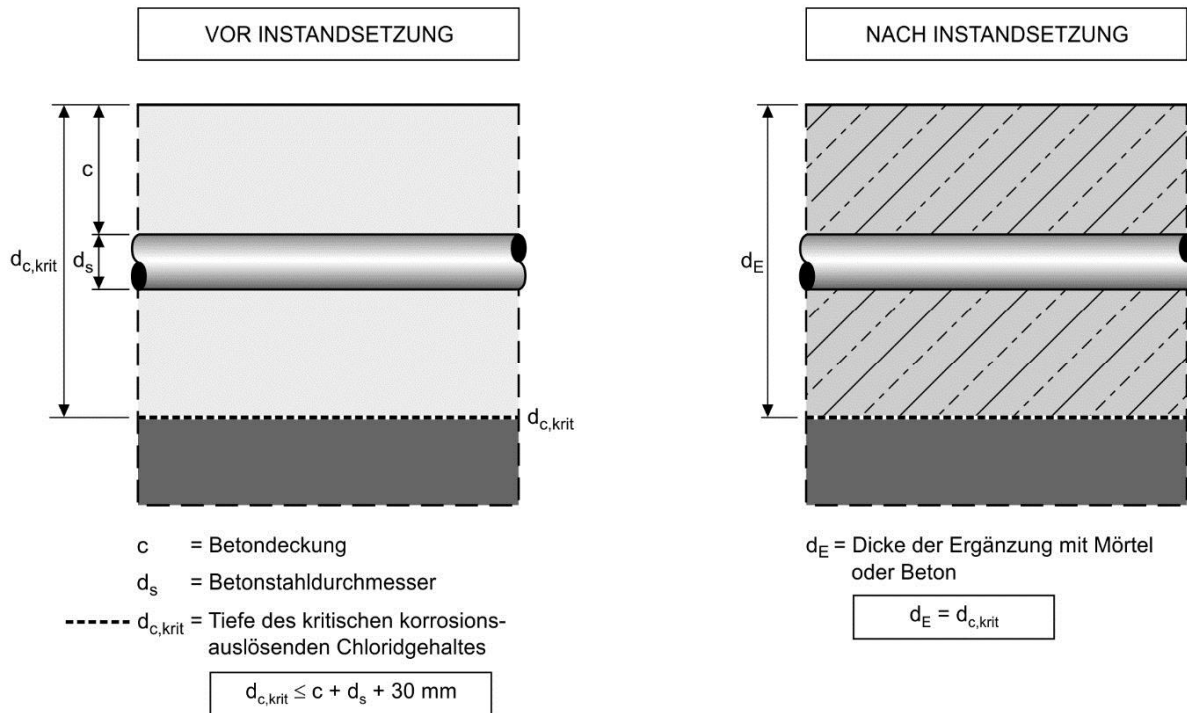 VOR INSTANDSETZUNG
c
d_s
d_c,krit
d_c,krit
c = Betondeckung
d_s = Betonstahldurchmesser
d_c,krit = Tiefe des kritischen korrosions-
auslösenden Chloridgehaltes
d_c,krit ≤ c + d_s + 30 mm
NACH INSTANDSETZUNG
d_E
d_E = Dicke der Ergänzung mit Mörtel
oder Beton
d_E = d_c,krit